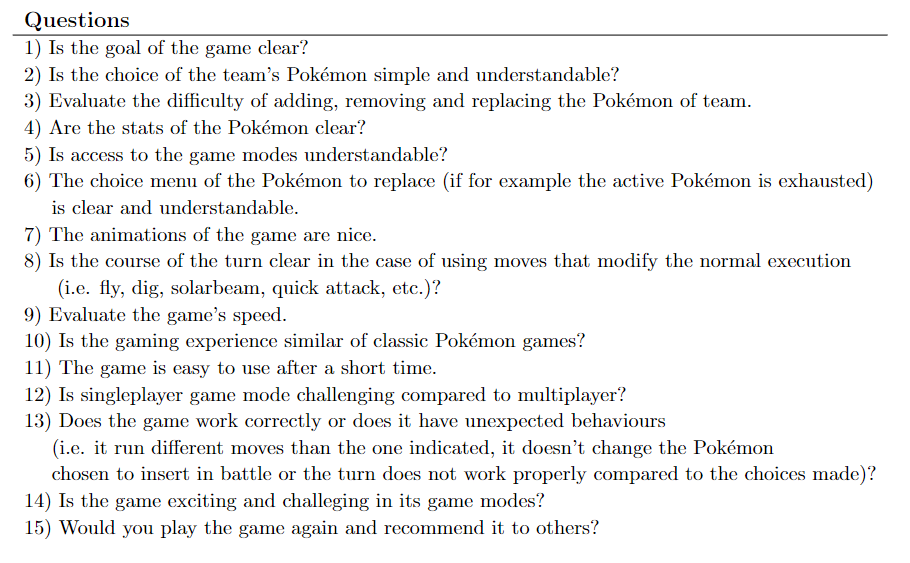 Questions
1) Is the goal of the game clear?
2) Is the choice of the team's Pokémon simple and understandable?
3) Evaluate the difficulty of adding, removing and replacing the Pokémon of team.
4) Are the stats of the Pokémon clear?
5) Is access to the game modes understandable?
6) The choice menu of the Pokémon to replace (if for example the active Pokémon is exhausted)
is clear and understandable.
7) The animations of the game are nice.
8) Is the course of the turn clear in the case of using moves that modify the normal execution
(i.e. fly, dig, solarbeam, quick attack, etc.)?
9) Evaluate the game's speed.
10) Is the gaming experience similar of classic Pokémon games?
11) The game is easy to use after a short time.
12) Is singleplayer game mode challenging compared to multiplayer?
13) Does the game work correctly or does it have unexpected behaviours
(i.e. it run different moves than the one indicated, it doesn't change the Pokémon
chosen to insert in battle or the turn does not work properly compared to the choices made)?
14) Is the game exciting and challeging in its game modes?
15) Would you play the game again and recommend it to others?